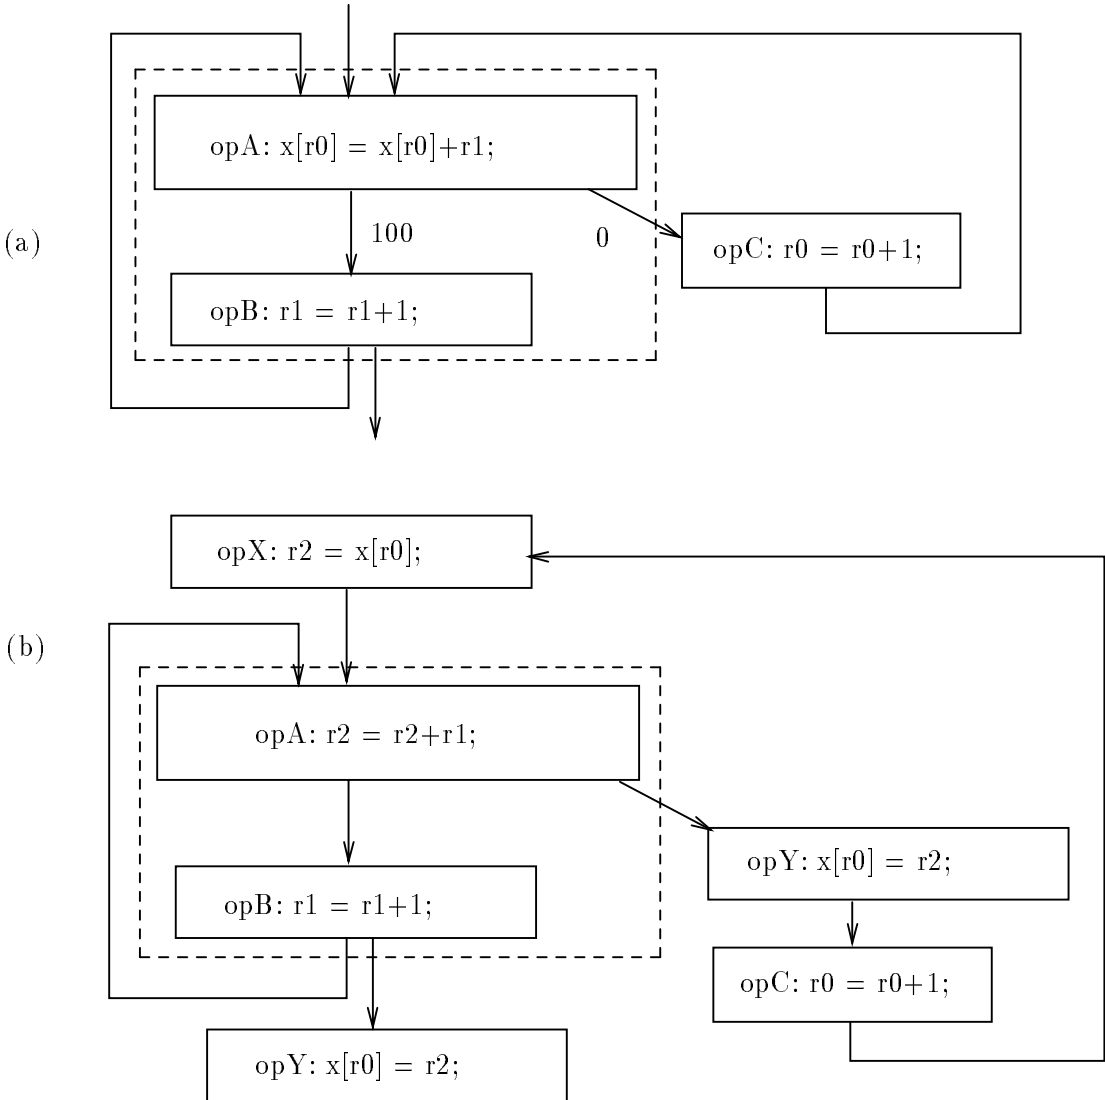 opA: x[r0] = x[r0]+r1;
(a)
100
0
opC: r0 = r0+1;
opB: r1 = r1+1;
opX: r2 = x[r0];
(b)
opA: r2 = r2+r1;
opY: x[r0] = r2;
opB: r1 = r1+1;
opC: r0 = r0+1;
opY: x[r0] = r2;